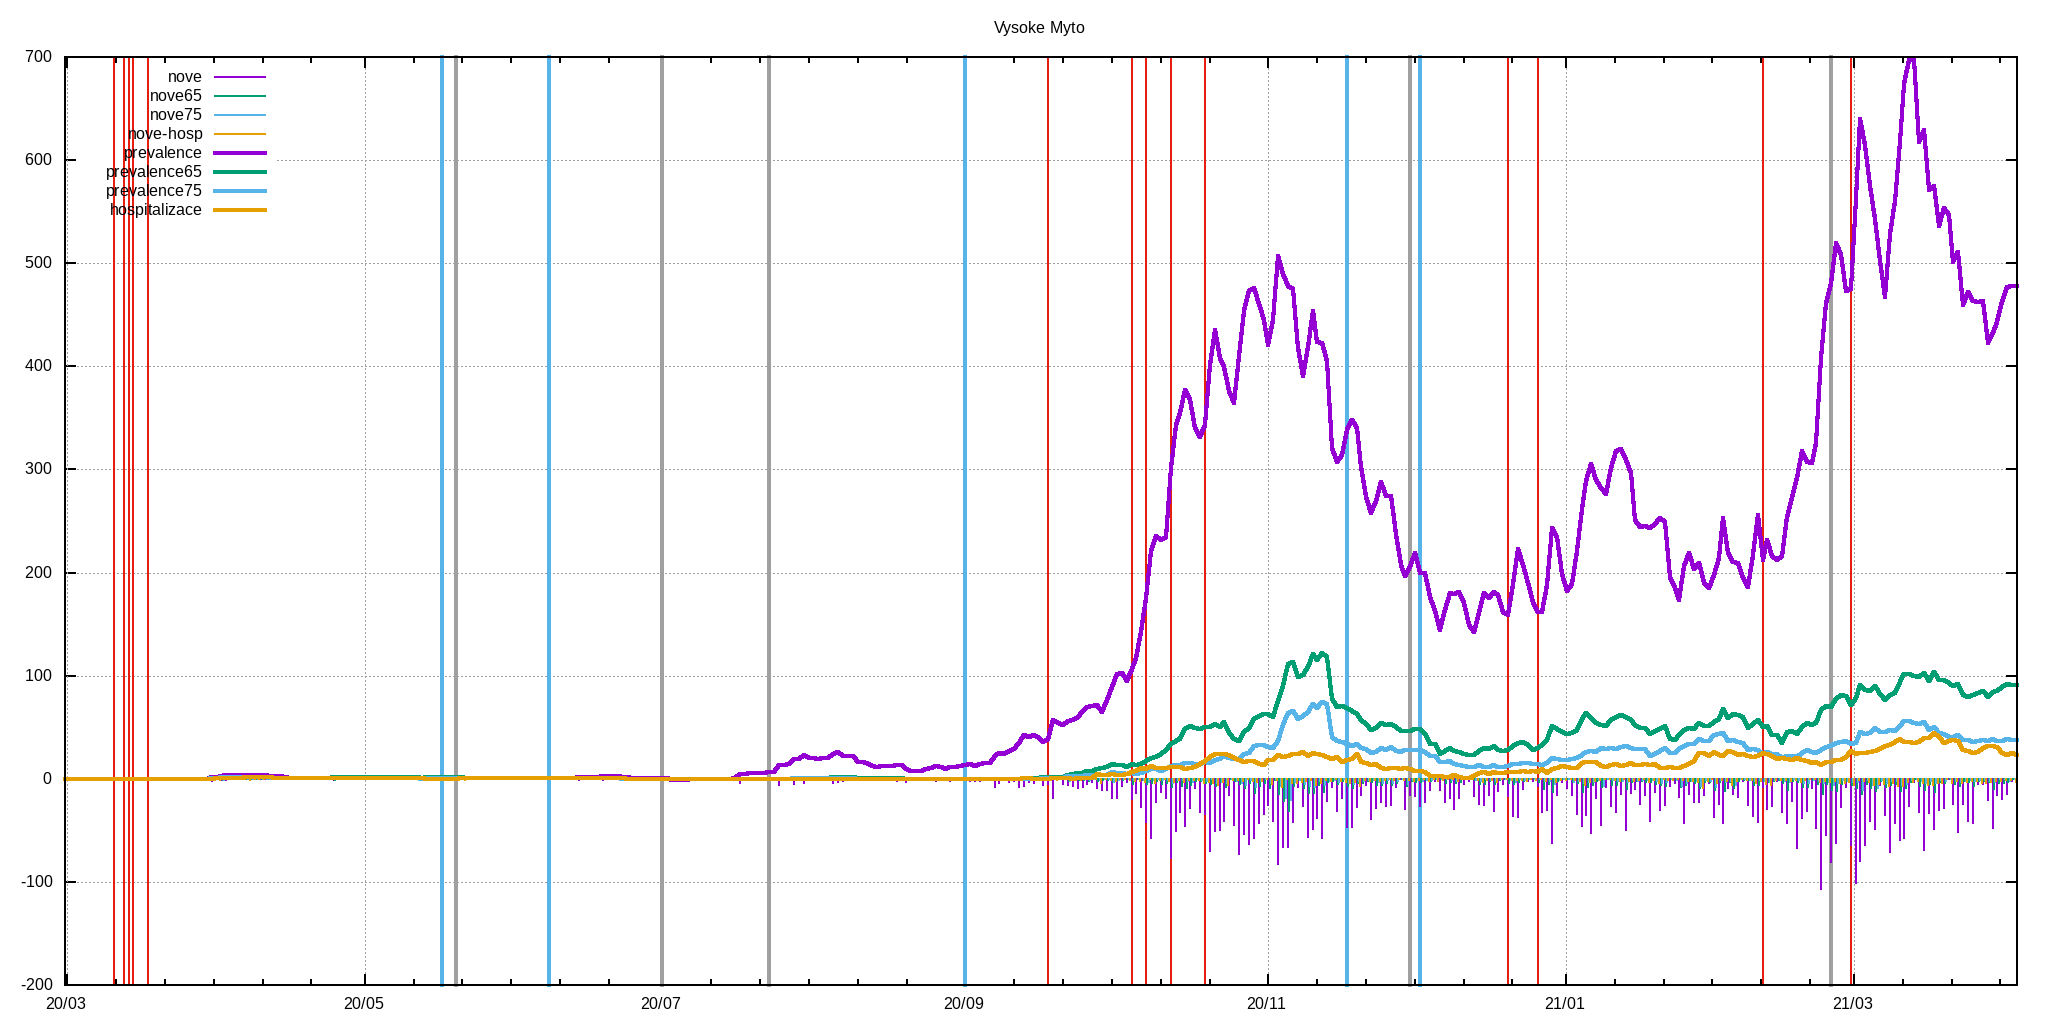 Vysoke Myto
700
600
500
400
300
200
100
0
-100
-200
nove
nove65
nove75
nove-hosp
prevalence
prevalence65
prevalence75
hospitalizace
20/03 20/05 20/07 20/09 20/11 21/01 21/03